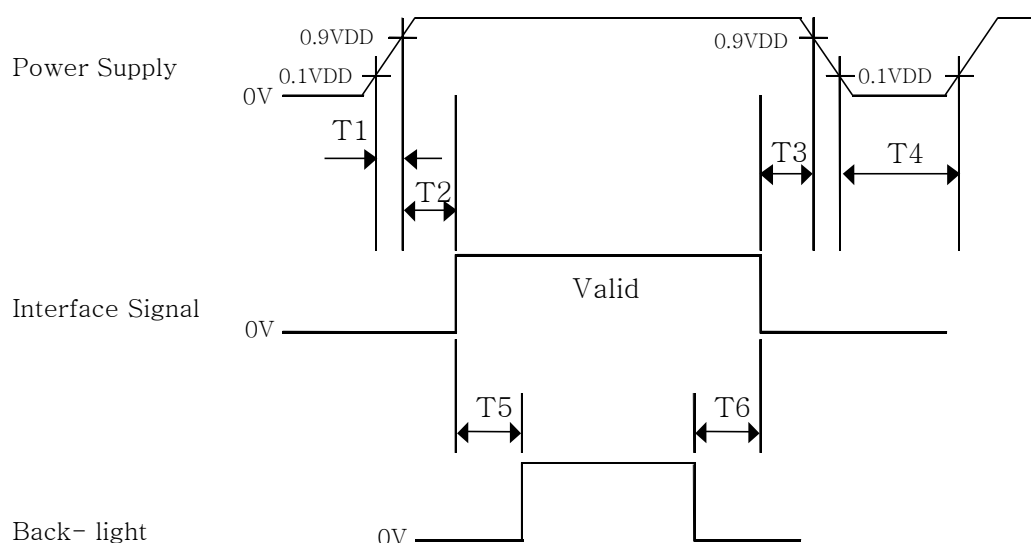 0.9VDD
0.9VDD
Power Supply
0.1VDD
0.1VDD
0V
T1
T3
T4
T2
Valid
Interface Signal
0V
T5
T6
Back- light
0V